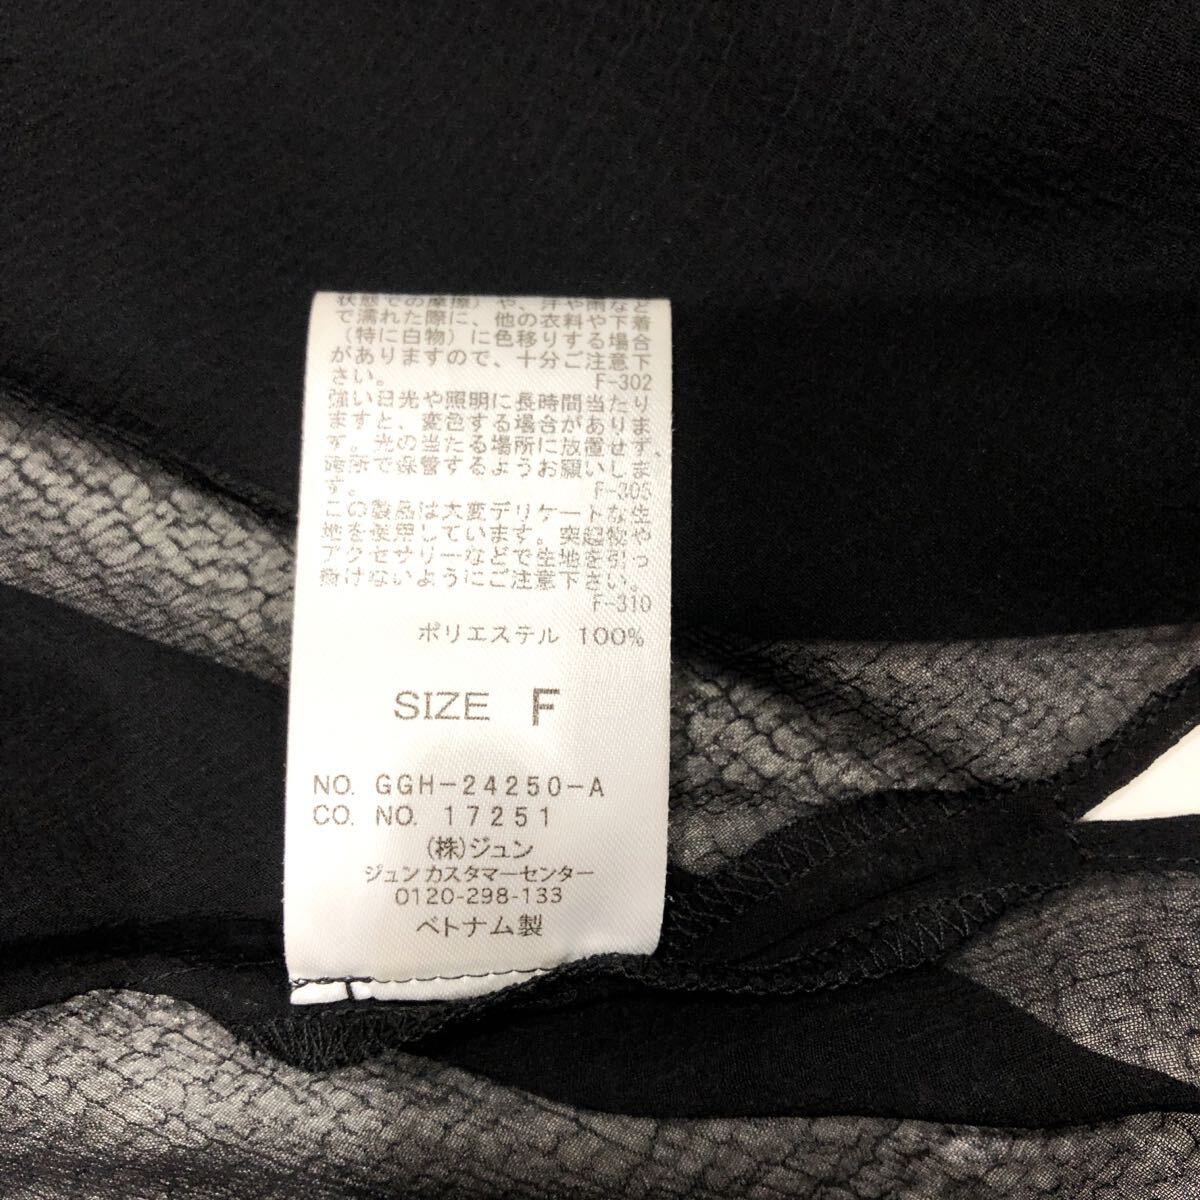 状態での摩擦）や、汗や雨など
で濡れた際に、他の衣料や下着
（特に白物）に色移りする場合
がありますので、十分ご注意下
さい。 F-302
強い日光や照明に長時間当たり
ますと、変色する場合がありま
す。光の当たる場所に放置せず、
暗所で保管するようお願いしま
す。 F-305
この製品は大変デリケートな生
地を使用しています。突起物や
アクセサリーなどで生地を引っ
掛けないようにご注意下さい。
F-310
ポリエステル 100%
SIZE F
NO. GGH-24250-A
CO. NO. 17251
(株)ジュン
ジュン カスタマーセンター
0120-298-133
ベトナム製